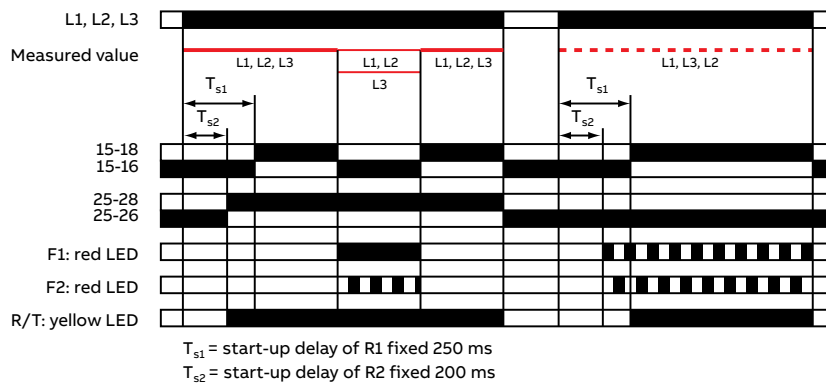 L1, L2, L3
Measured value
L1, L2, L3
L1, L2
L1, L2, L3
L1, L3, L2
L3
Ts1
Ts1
Ts2
Ts2
15-18
15-16
25-28
25-26
F1: red LED
F2: red LED
R/T: yellow LED
Ts1 = start-up delay of R1 fixed 250 ms
Ts2 = start-up delay of R2 fixed 200 ms